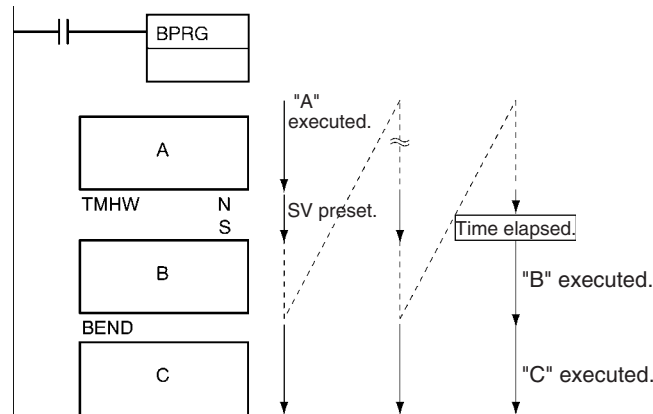 BPRG
"A"
executed.
A
TMHW N
S
SV preset.
Time elapsed.
B
"B" executed.
BEND
C
"C" executed.